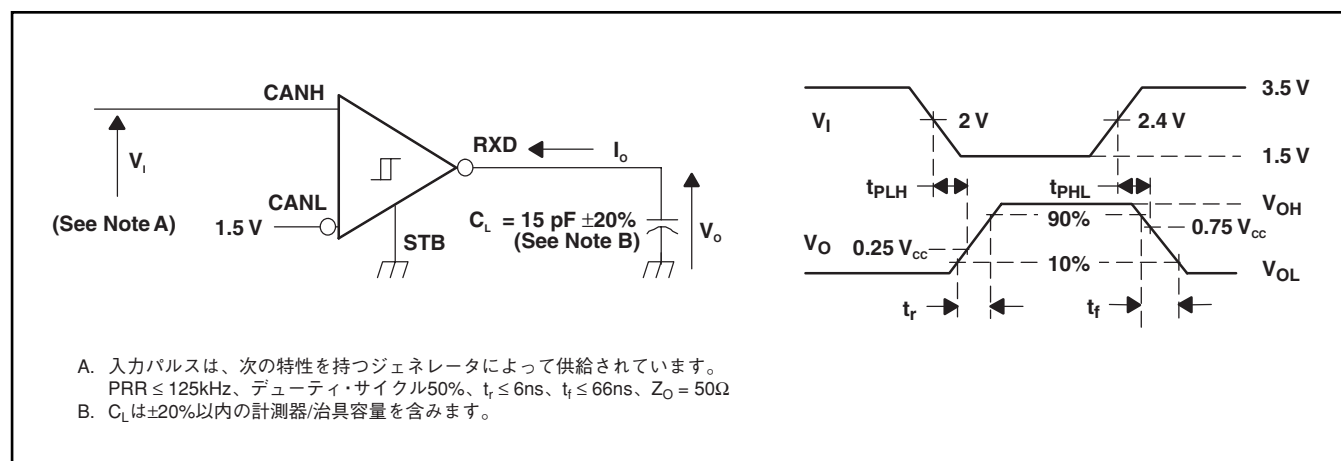 CANH
V_I
(See Note A)
CANL
1.5 V
STB
RXD
I_O
C_L = 15 pF ±20%
(See Note B)
V_O
V_I
2 V
2.4 V
3.5 V
1.5 V
t_PLH
t_PHL
V_OH
90%
0.75 V_CC
V_O
0.25 V_CC
10%
V_OL
t_r
t_f
A. 入力パルスは、次の特性を持つジェネレータによって供給されています。
PRR ≤ 125kHz、デューティ・サイクル50%、t_r ≤ 6ns、t_f ≤ 66ns、Z_O = 50Ω
B. C_Lは±20%以内の計測器/治具容量を含みます。